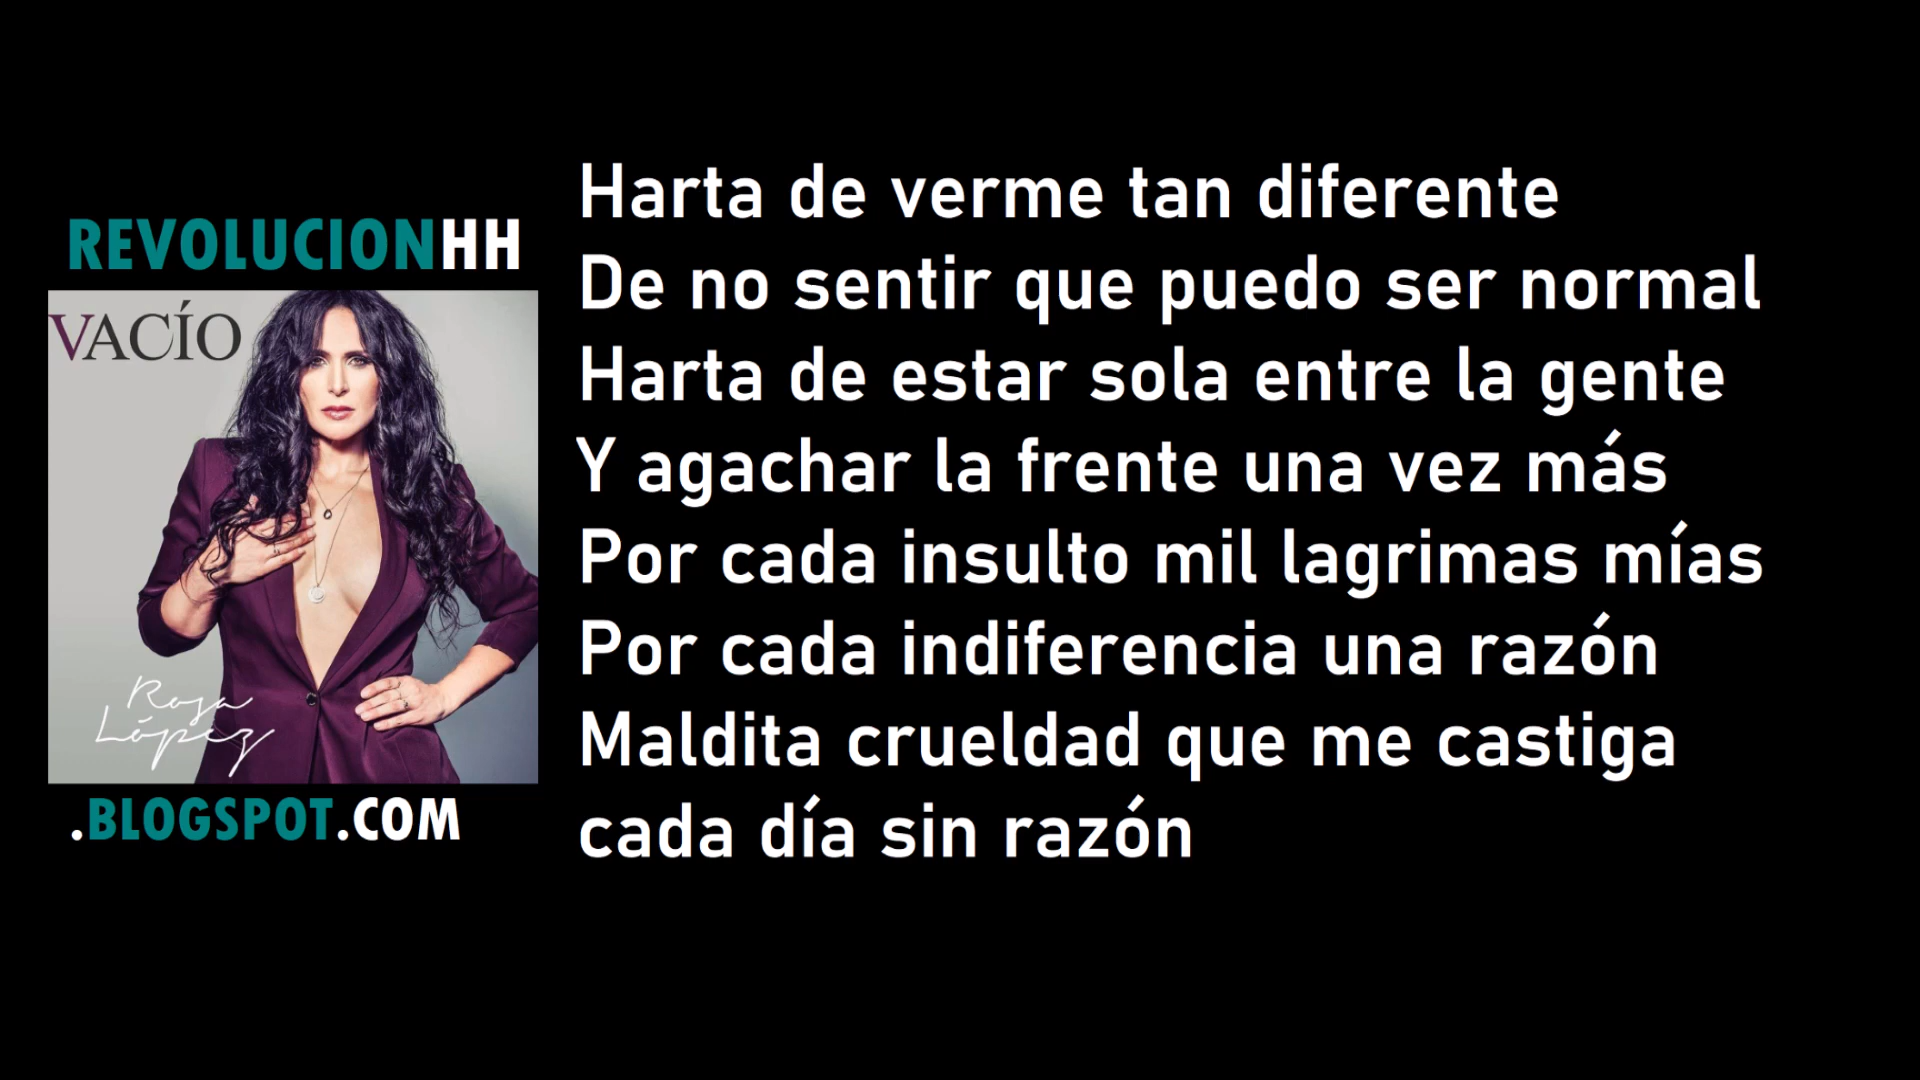 REVOLUCIONHH
VACÍO
Rosa
López
.BLOGSPOT.COM
Harta de verme tan diferente
De no sentir que puedo ser normal
Harta de estar sola entre la gente
Y agachar la frente una vez más
Por cada insulto mil lagrimas mías
Por cada indiferencia una razón
Maldita crueldad que me castiga
cada día sin razón